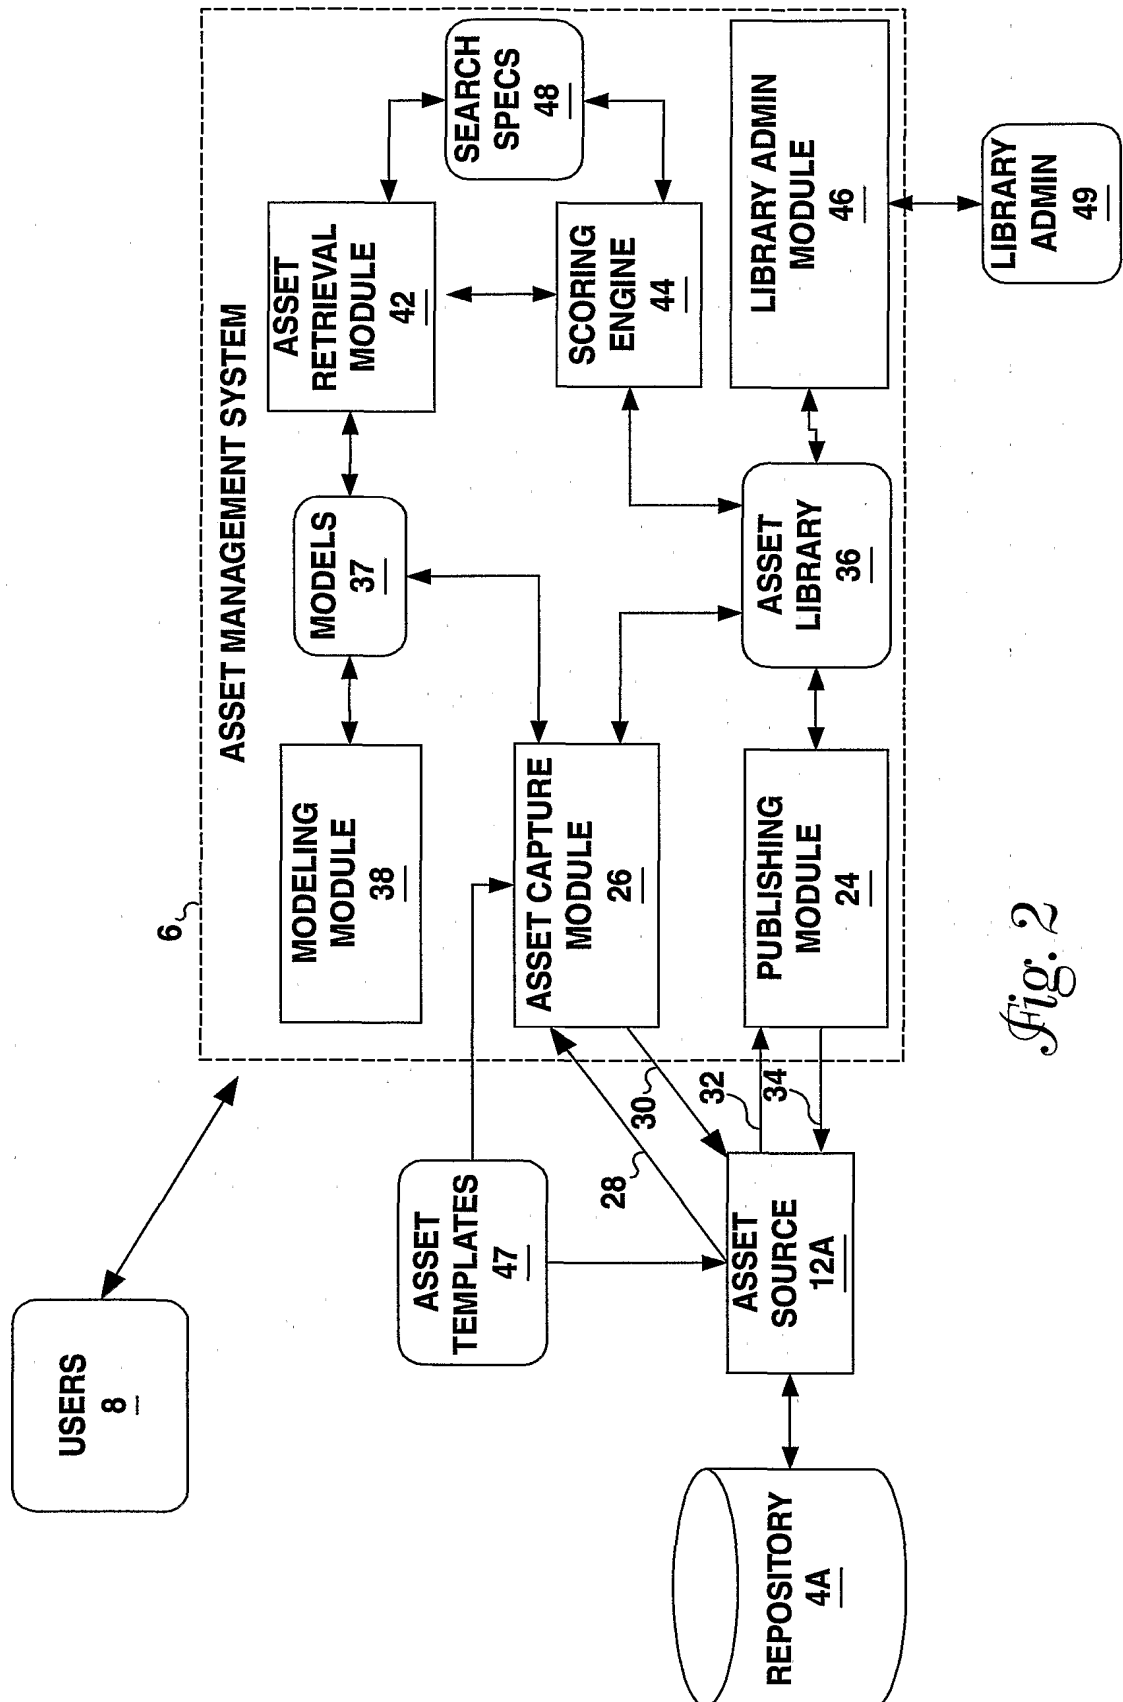 USERS
8
6
ASSET MANAGEMENT SYSTEM
MODELING
MODULE
38
MODELS
37
ASSET
RETRIEVAL
MODULE
42
SEARCH
SPECS
48
ASSET
TEMPLATES
47
ASSET CAPTURE
MODULE
26
SCORING
ENGINE
44
28
30
32
34
REPOSITORY
4A
ASSET
SOURCE
12A
PUBLISHING
MODULE
24
ASSET
LIBRARY
36
LIBRARY ADMIN
MODULE
46
LIBRARY
ADMIN
49
Fig. 2